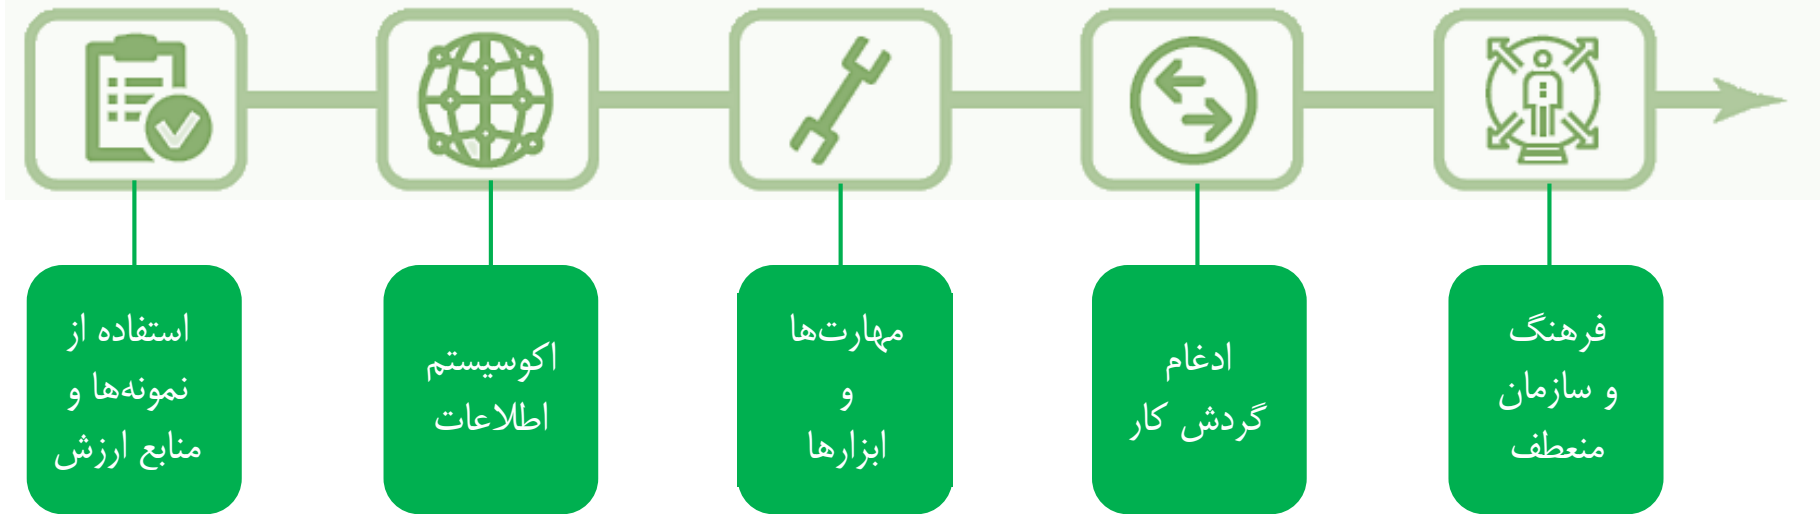 استفاده از
نمونه‌ها و
منابع ارزش
اکوسیستم
اطلاعات
مهارت‌ها
و
ابزارها
ادغام
گردش کار
فرهنگ
و سازمان
منعطف